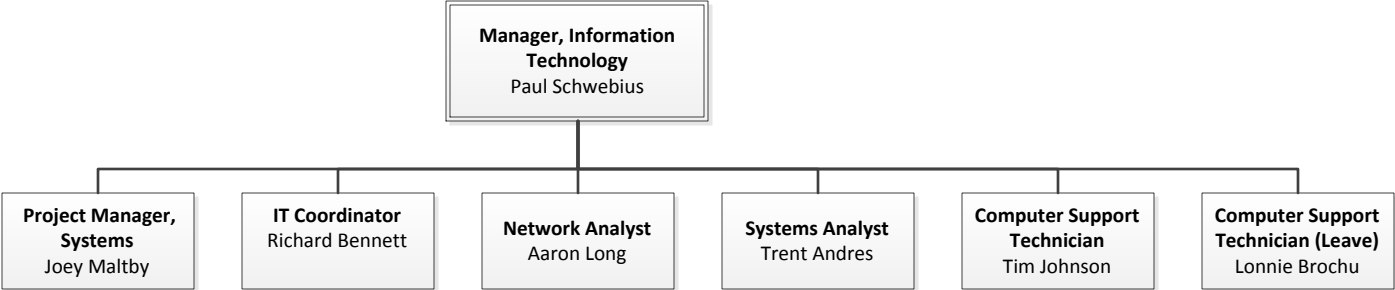 Manager, Information
Technology
Paul Schwebius
Project Manager,
Systems
Joey Maltby
IT Coordinator
Richard Bennett
Network Analyst
Aaron Long
Systems Analyst
Trent Andres
Computer Support
Technician
Tim Johnson
Computer Support
Technician (Leave)
Lonnie Brochu